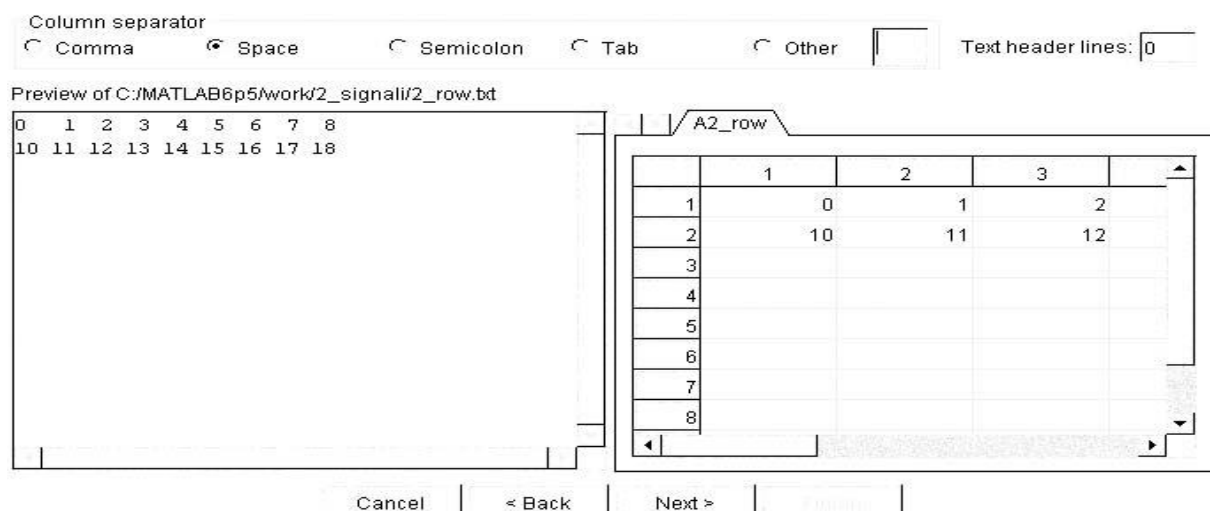 Column separator
Comma Space Semicolon Tab Other Text header lines: 0
Preview of C:/MATLAB6p5/work/2_signali/2_row.txt
0 1 2 3 4 5 6 7 8
10 11 12 13 14 15 16 17 18
A2_row
1 2 3
1 0 1 2
2 10 11 12
3
4
5
6
7
8
Cancel < Back Next >